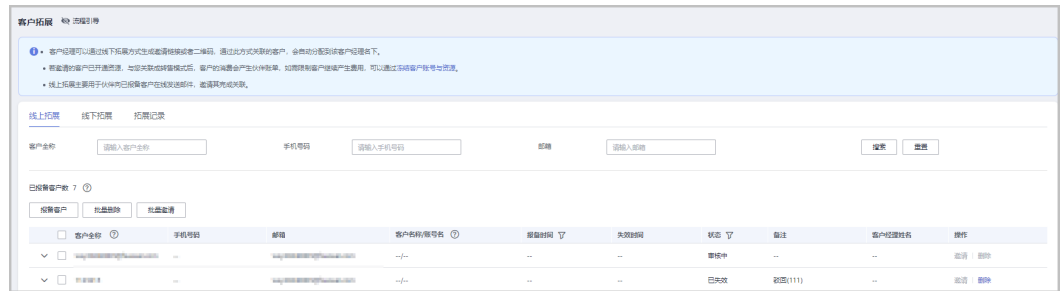 客户拓展 流程引导
客户经理可以通过线下拓展方式生成邀请链接或者二维码，通过此方式关联的客户，会自动分配到该客户经理名下。
若邀请的客户已开通资源，与您关联成转售模式后，客户的消费会产生伙伴账单，如需限制客户继续产生费用，可以通过冻结客户账号与资源。
线上拓展主要用于伙伴向已报备客户在线发送邮件，邀请其完成关联。
线上拓展 线下拓展 拓展记录
客户全称 请输入客户全称 手机号码 请输入手机号码 邮箱 请输入邮箱 搜索 重置
已报备客户数 7
报备客户 批量删除 批量邀请
客户全称 手机号码 邮箱 客户名称/账号名 报备时间 失效时间 状态 备注 客户经理姓名 操作
-- --/-- -- -- 审核中 -- -- 邀请 删除
-- --/-- -- -- 已失效 驳回(111) -- 邀请 删除